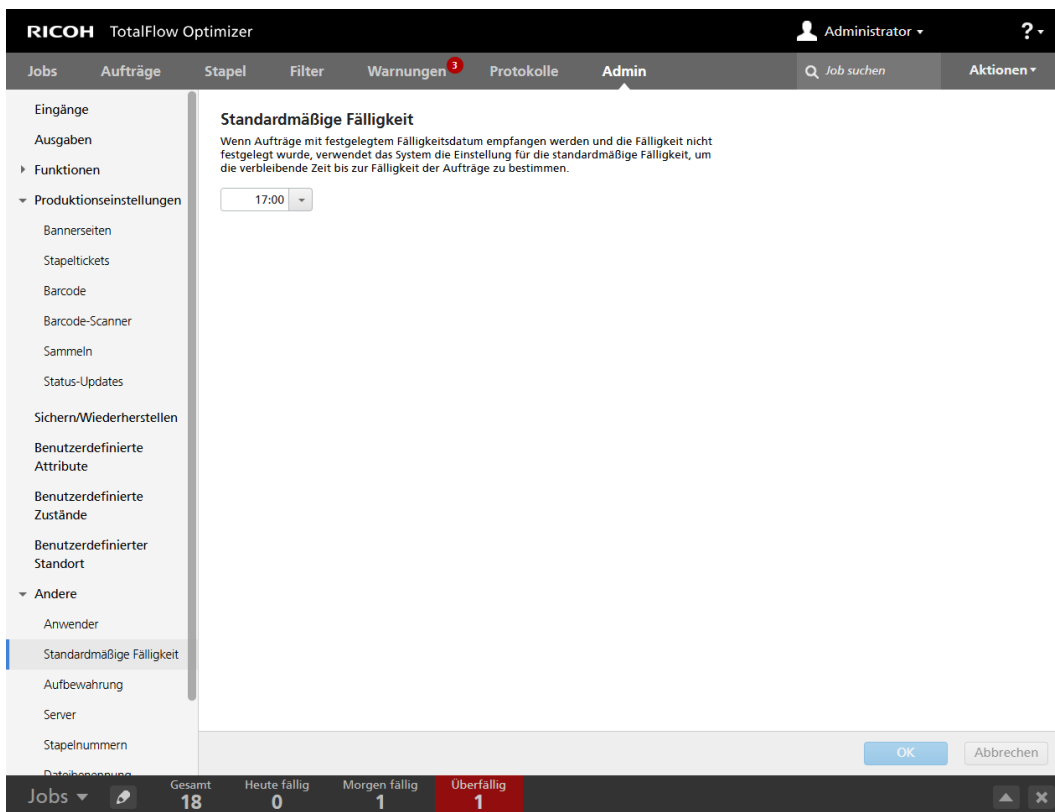 RICOH TotalFlow Optimizer
Administrator
?
Jobs Aufträge Stapel Filter Warnungen 3 Protokolle Admin
Job suchen
Aktionen
Eingänge
Ausgaben
Funktionen
Produktionseinstellungen
Bannerseiten
Stapeltickets
Barcode
Barcode-Scanner
Sammeln
Status-Updates
Sichern/Wiederherstellen
Benutzerdefinierte
Attribute
Benutzerdefinierte
Zustände
Benutzerdefinierter
Standort
Andere
Anwender
Standardmäßige Fälligkeit
Aufbewahrung
Server
Stapelnummern
Dateibenennung
Standardmäßige Fälligkeit
Wenn Aufträge mit festgelegtem Fälligkeitsdatum empfangen werden und die Fälligkeit nicht
festgelegt wurde, verwendet das System die Einstellung für die standardmäßige Fälligkeit, um
die verbleibende Zeit bis zur Fälligkeit der Aufträge zu bestimmen.
17:00
OK
Abbrechen
Jobs
Gesamt
18
Heute fällig
0
Morgen fällig
1
Überfällig
1